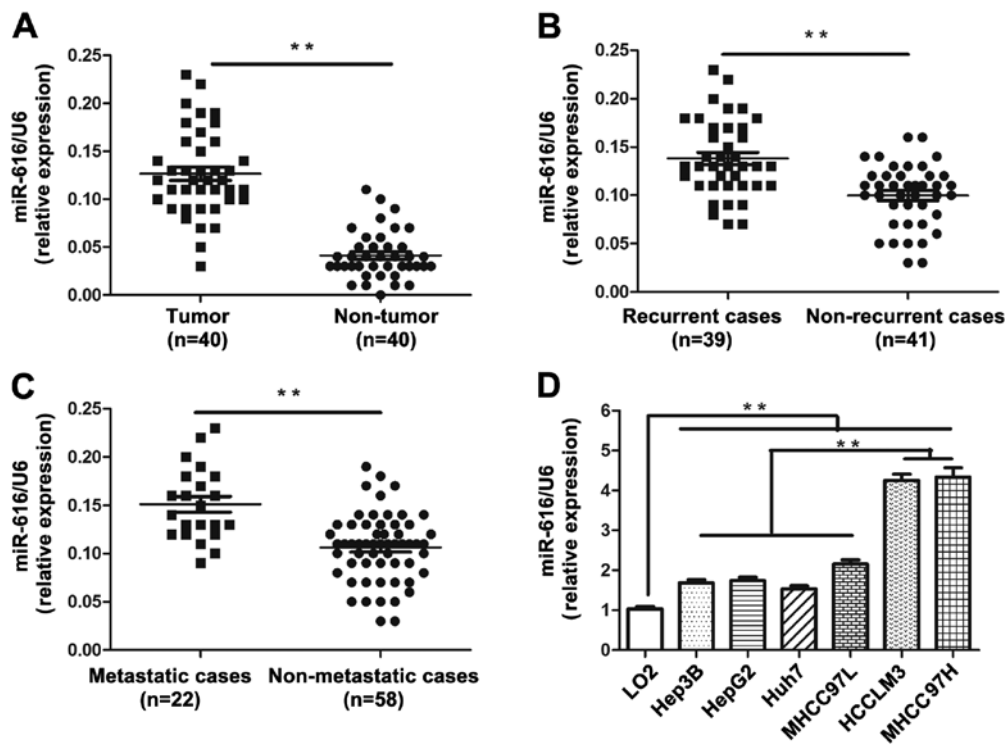 A
miR-616/U6
(relative expression)
0.25
0.20
0.15
0.10
0.05
0.00
* *
Tumor
(n=40)
Non-tumor
(n=40)
B
miR-616/U6
(relative expression)
0.25
0.20
0.15
0.10
0.05
0.00
* *
Recurrent cases
(n=39)
Non-recurrent cases
(n=41)
C
miR-616/U6
(relative expression)
0.25
0.20
0.15
0.10
0.05
0.00
* *
Metastatic cases
(n=22)
Non-metastatic cases
(n=58)
D
miR-616/U6
(relative expression)
6
5
4
3
2
1
0
* *
* *
LO2
Hep3B
HepG2
Huh7
MHCC97L
HCCLM3
MHCC97H